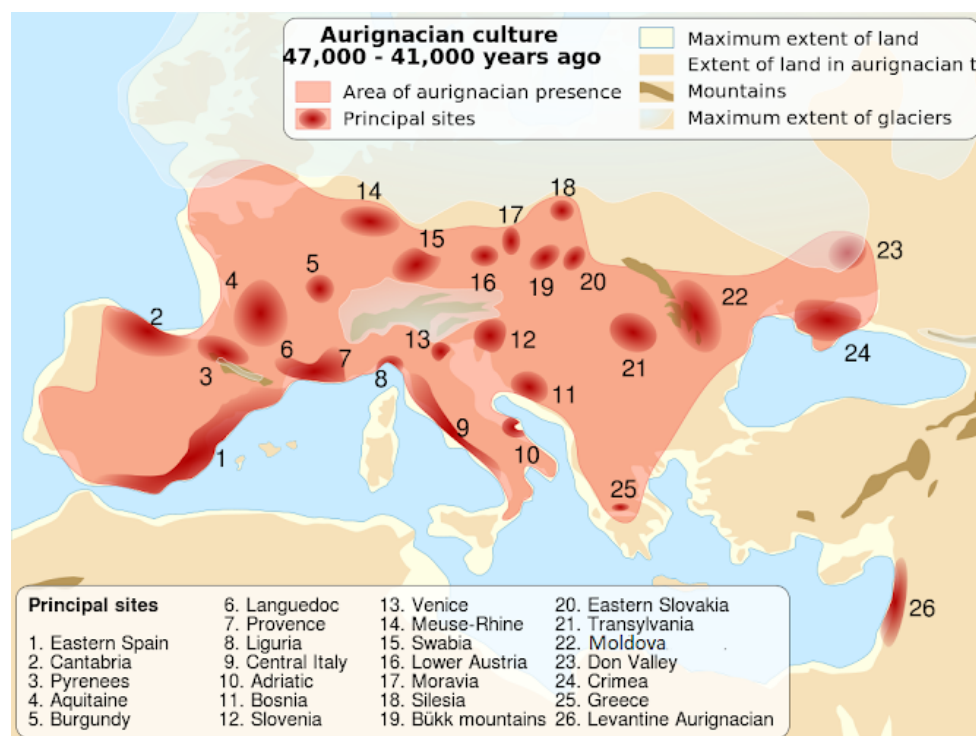 Aurignacian culture
47,000 - 41,000 years ago
Area of aurignacian presence
Principal sites
Maximum extent of land
Extent of land in aurignacian t
Mountains
Maximum extent of glaciers
18
14
17
15
23
5
16
19
20
4
22
2
13
12
6
7
21
24
3
8
11
9
10
1
25
26
Principal sites
1. Eastern Spain
2. Cantabria
3. Pyrenees
4. Aquitaine
5. Burgundy
6. Languedoc
7. Provence
8. Liguria
9. Central Italy
10. Adriatic
11. Bosnia
12. Slovenia
13. Venice
14. Meuse-Rhine
15. Swabia
16. Lower Austria
17. Moravia
18. Silesia
19. Bükk mountains
20. Eastern Slovakia
21. Transylvania
22. Moldova
23. Don Valley
24. Crimea
25. Greece
26. Levantine Aurignacian